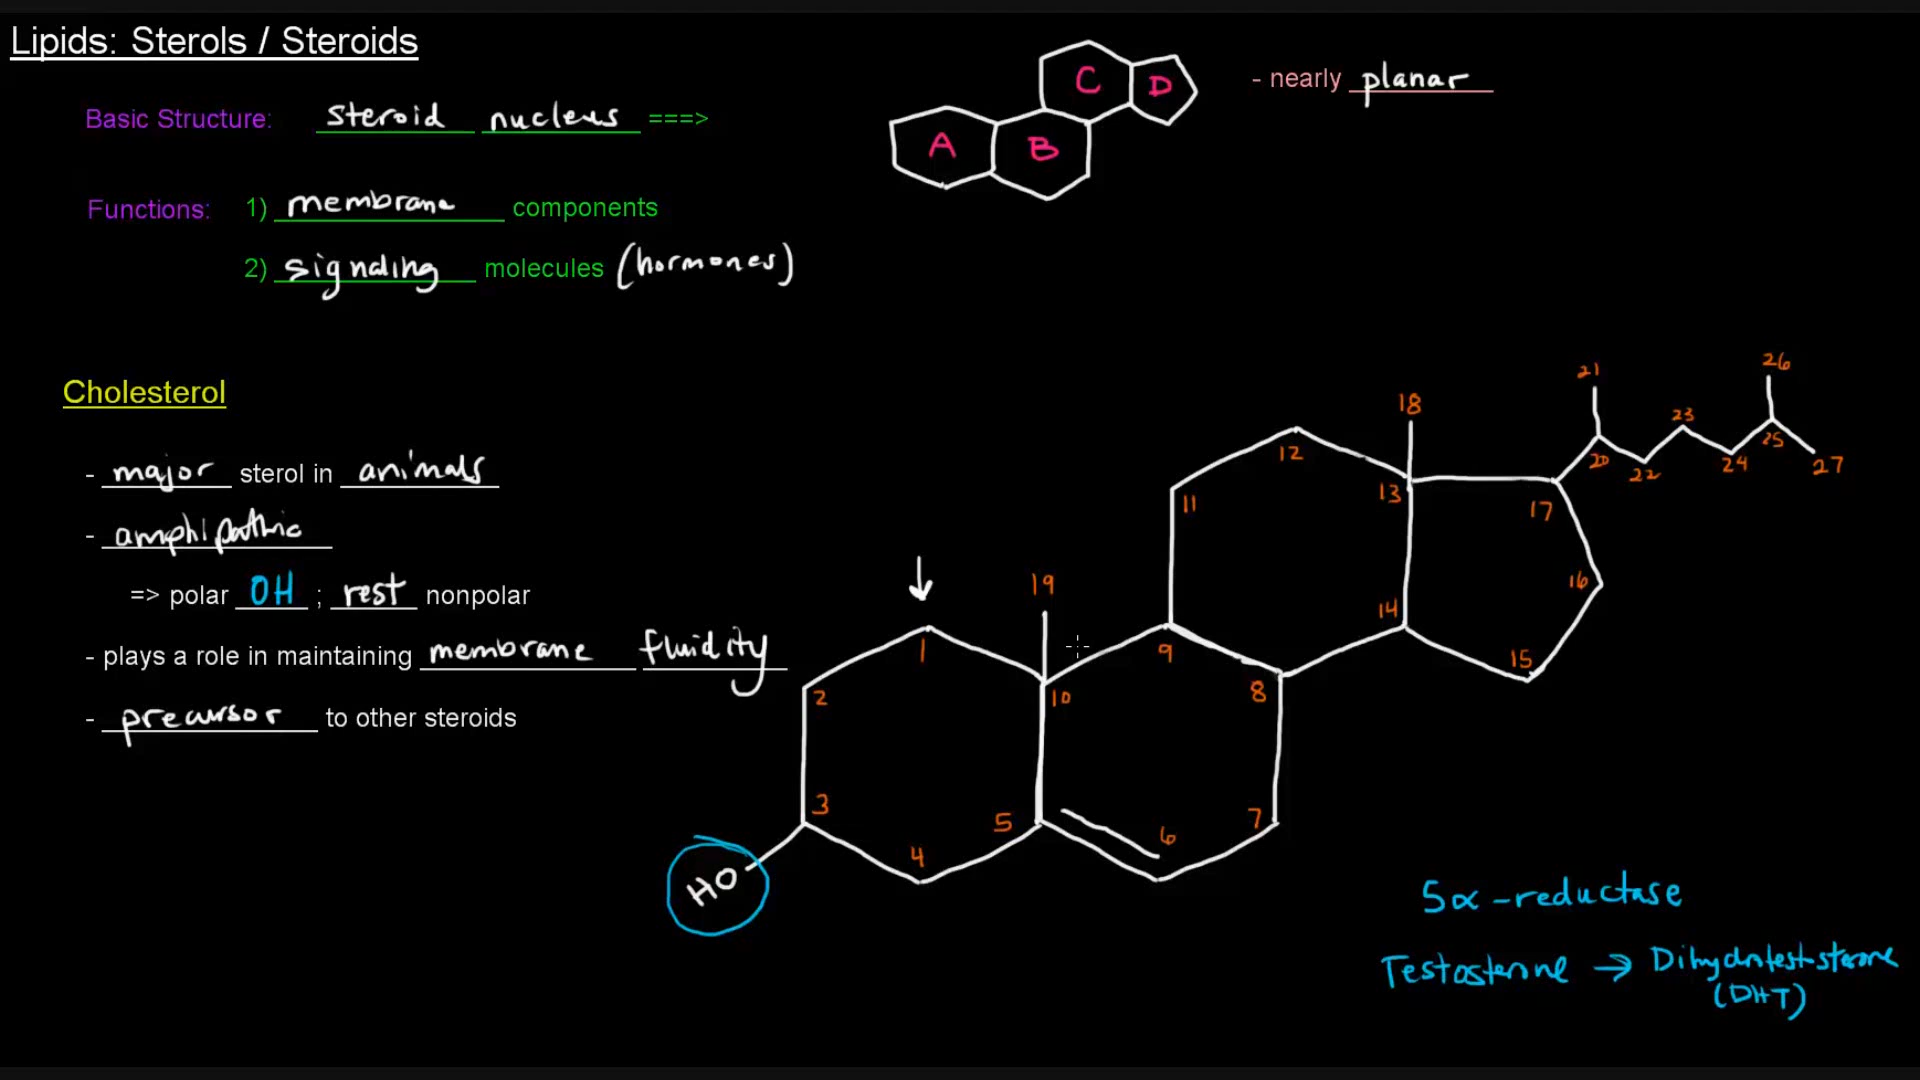 Lipids: Sterols / Steroids
Basic Structure: steroid nucleus ===>
A B C D
- nearly planar
Functions: 1) membrane components
2) signaling molecules (hormones)
Cholesterol
- major sterol in animals
- amphipathic
=> polar OH ; rest nonpolar
- plays a role in maintaining membrane fluidity
- precursor to other steroids
21 26
18 23
12 20 22 24 25 27
11 13 17
19 14 16
1 9 15
2 10 8
3 5 6 7
4
HO
5α-reductase
Testosterone → Dihydrotestosterone
(DHT)